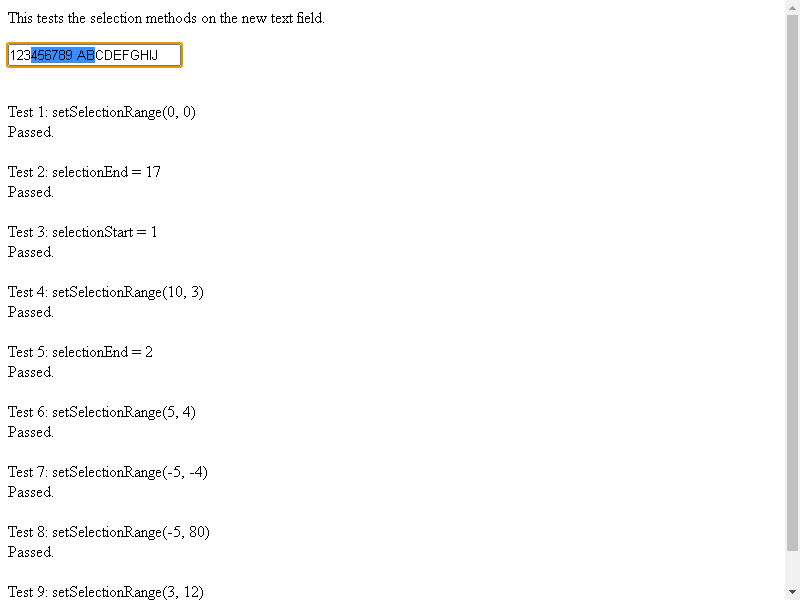 This tests the selection methods on the new text field.
123456789 ABCDEFGHIJ
Test 1: setSelectionRange(0, 0)
Passed.
Test 2: selectionEnd = 17
Passed.
Test 3: selectionStart = 1
Passed.
Test 4: setSelectionRange(10, 3)
Passed.
Test 5: selectionEnd = 2
Passed.
Test 6: setSelectionRange(5, 4)
Passed.
Test 7: setSelectionRange(-5, -4)
Passed.
Test 8: setSelectionRange(-5, 80)
Passed.
Test 9: setSelectionRange(3, 12)